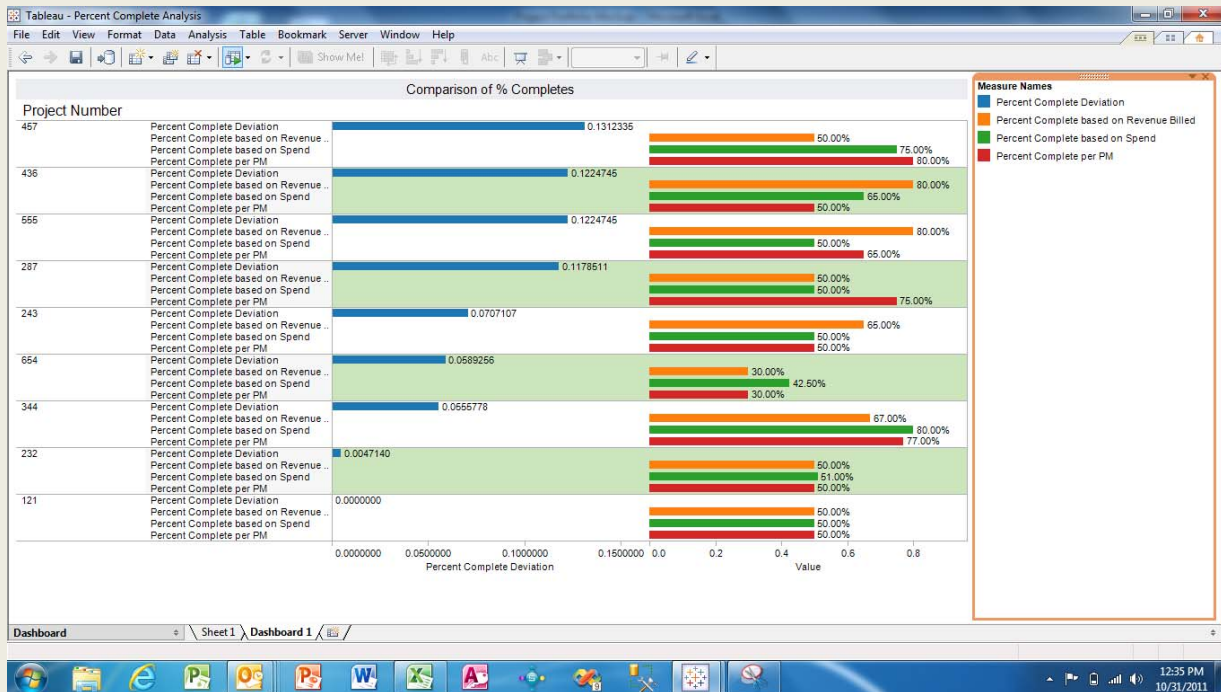 Tableau - Percent Complete Analysis
File Edit View Format Data Analysis Table Bookmark Server Window Help
Show Me! Abc
Comparison of % Completes
Project Number
457 Percent Complete Deviation 0.1312335
Percent Complete based on Revenue .. 50.00%
Percent Complete based on Spend 75.00%
Percent Complete per PM 80.00%
436 Percent Complete Deviation 0.1224745
Percent Complete based on Revenue .. 80.00%
Percent Complete based on Spend 65.00%
Percent Complete per PM 50.00%
555 Percent Complete Deviation 0.1224745
Percent Complete based on Revenue .. 80.00%
Percent Complete based on Spend 50.00%
Percent Complete per PM 65.00%
287 Percent Complete Deviation 0.1178511
Percent Complete based on Revenue .. 50.00%
Percent Complete based on Spend 50.00%
Percent Complete per PM 75.00%
243 Percent Complete Deviation 0.0707107
Percent Complete based on Revenue .. 65.00%
Percent Complete based on Spend 50.00%
Percent Complete per PM 50.00%
654 Percent Complete Deviation 0.0589256
Percent Complete based on Revenue .. 30.00%
Percent Complete based on Spend 42.50%
Percent Complete per PM 30.00%
344 Percent Complete Deviation 0.0555778
Percent Complete based on Revenue .. 67.00%
Percent Complete based on Spend 80.00%
Percent Complete per PM 77.00%
232 Percent Complete Deviation 0.0047140
Percent Complete based on Revenue .. 50.00%
Percent Complete based on Spend 51.00%
Percent Complete per PM 50.00%
121 Percent Complete Deviation 0.0000000
Percent Complete based on Revenue .. 50.00%
Percent Complete based on Spend 50.00%
Percent Complete per PM 50.00%
0.0000000 0.0500000 0.1000000 0.1500000 0.0 0.2 0.4 0.6 0.8
Percent Complete Deviation Value
Measure Names
Percent Complete Deviation
Percent Complete based on Revenue Billed
Percent Complete based on Spend
Percent Complete per PM
Dashboard Sheet 1 Dashboard 1
12:35 PM
10/31/2011